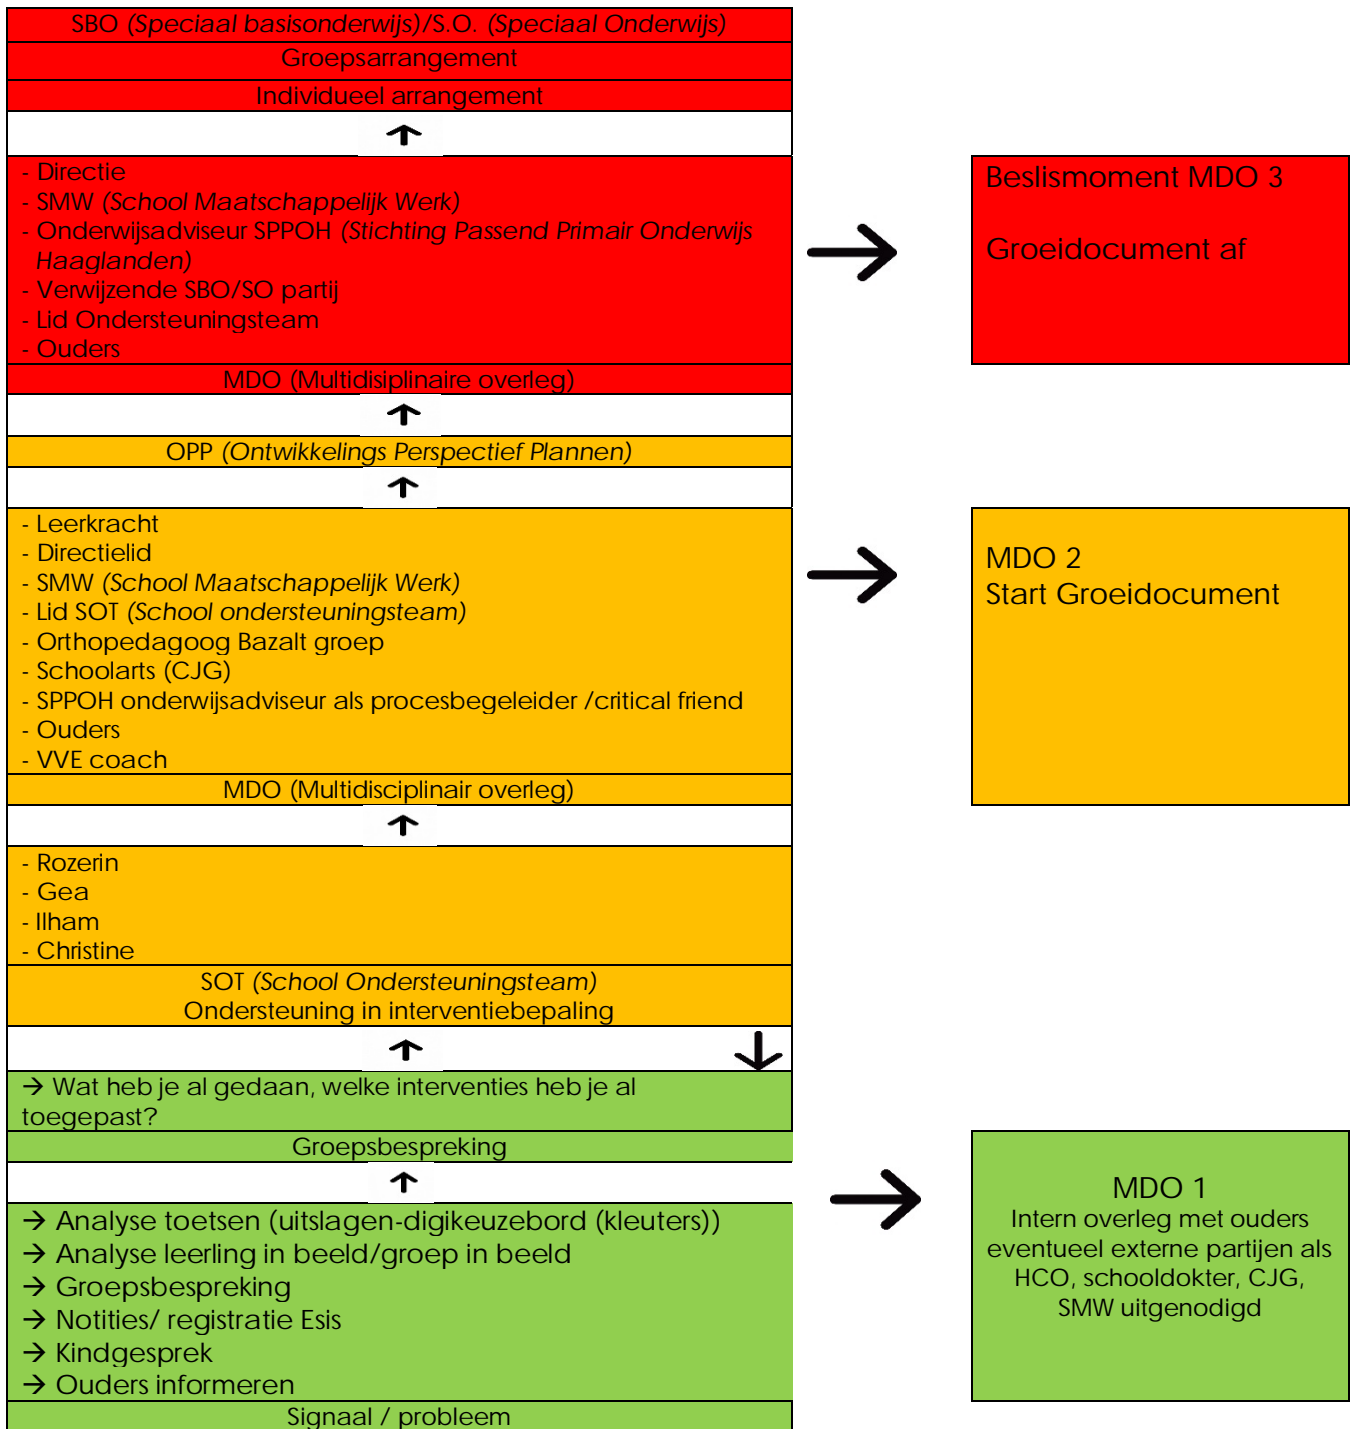 SBO (Speciaal basisonderwijs)/S.O. (Speciaal Onderwijs)
Groepsarrangement
Individueel arrangement
↑
- Directie
- SMW (School Maatschappelijk Werk)
- Onderwijsadviseur SPPOH (Stichting Passend Primair Onderwijs
Haaglanden)
- Verwijzende SBO/SO partij
- Lid Ondersteuningsteam
- Ouders
MDO (Multidisiplinaire overleg)
→
Beslismoment MDO 3
Groeidocument af
↑
OPP (Ontwikkelings Perspectief Plannen)
↑
- Leerkracht
- Directielid
- SMW (School Maatschappelijk Werk)
- Lid SOT (School ondersteuningsteam)
- Orthopedagoog Bazalt groep
- Schoolarts (CJG)
- SPPOH onderwijsadviseur als procesbegeleider /critical friend
- Ouders
- VVE coach
MDO (Multidisciplinair overleg)
→
MDO 2
Start Groeidocument
↑
- Rozerin
- Gea
- Ilham
- Christine
SOT (School Ondersteuningsteam)
Ondersteuning in interventiebepaling
↑ ↓
→ Wat heb je al gedaan, welke interventies heb je al
toegepast?
Groepsbespreking
↑
→ Analyse toetsen (uitslagen-digikeuzebord (kleuters))
→ Analyse leerling in beeld/groep in beeld
→ Groepsbespreking
→ Notities/ registratie Esis
→ Kindgesprek
→ Ouders informeren
Signaal / probleem
→
MDO 1
Intern overleg met ouders
eventueel externe partijen als
HCO, schooldokter, CJG,
SMW uitgenodigd